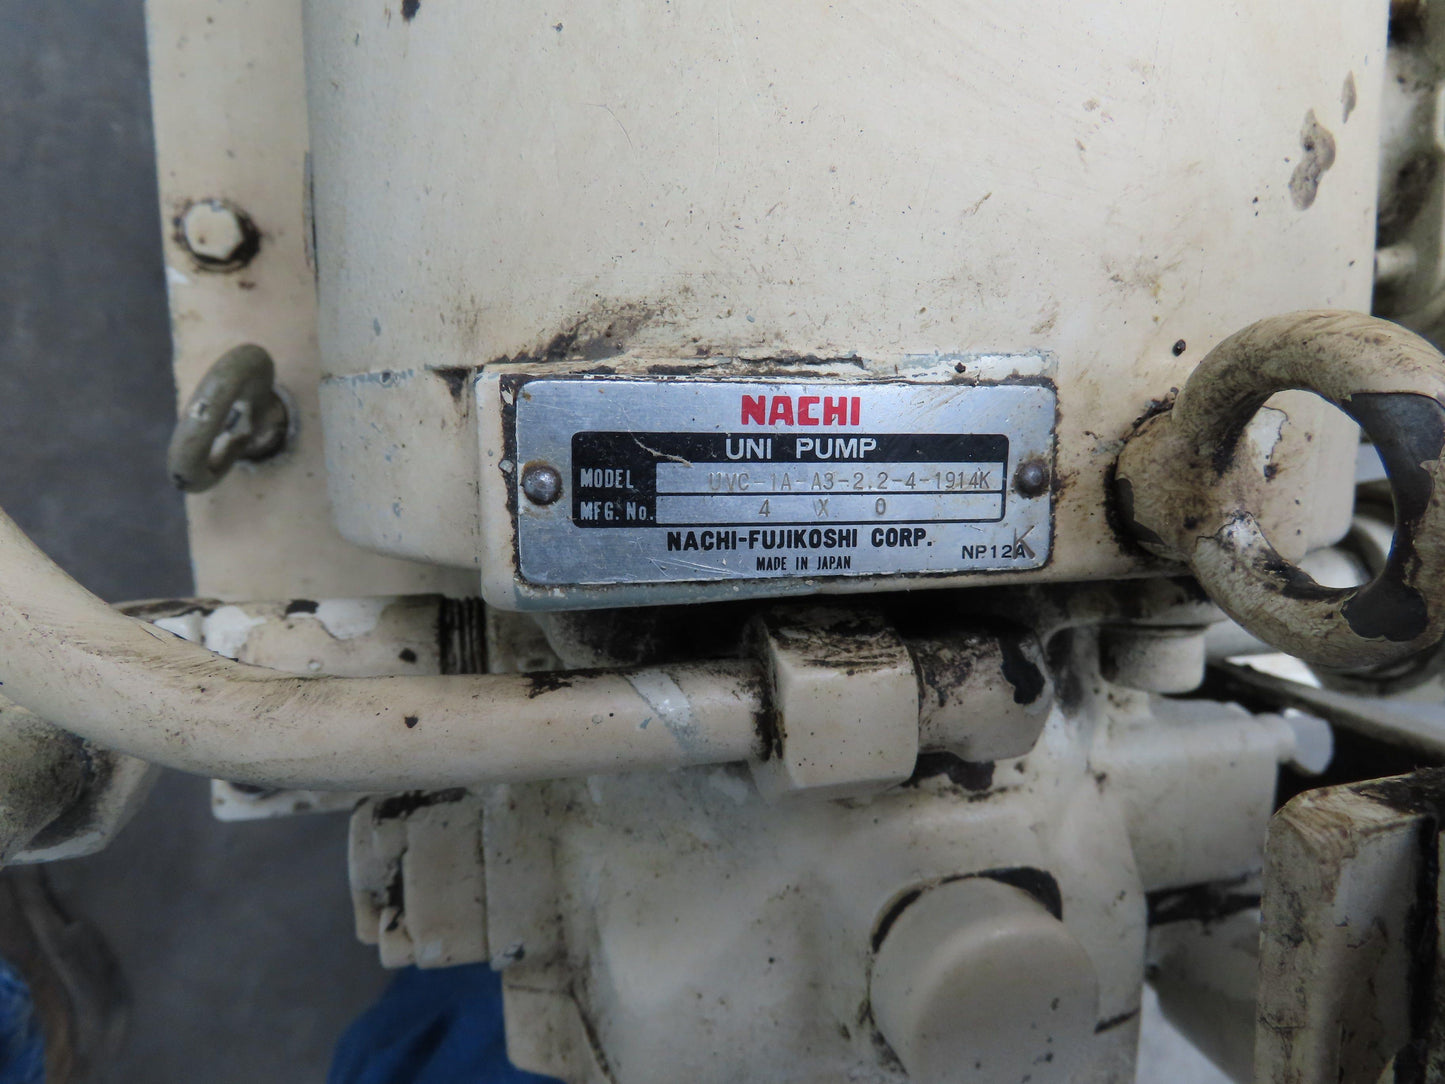 NACHI
UNI PUMP
MODEL UVC-1A-A3-2.2-4-1914K
MFG. No. 4 X 0
NACHI-FUJIKOSHI CORP.
MADE IN JAPAN
NP12A K